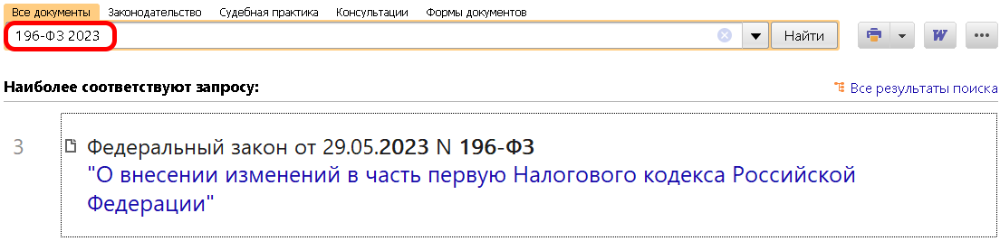 Все документы Законодательство Судебная практика Консультации Формы документов
196-ФЗ 2023 Найти W
Наиболее соответствуют запросу: Все результаты поиска
3 Федеральный закон от 29.05.2023 N 196-ФЗ
"О внесении изменений в часть первую Налогового кодекса Российской
Федерации"